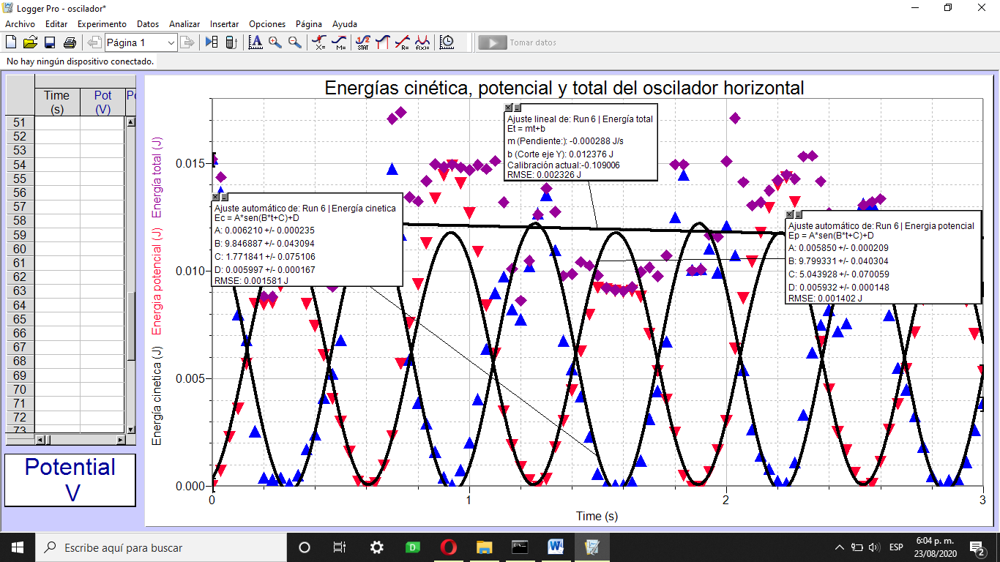 Logger Pro - oscilador*
Archivo Editar Experimento Datos Analizar Insertar Opciones Página Ayuda
Página 1
Tomar datos
No hay ningún dispositivo conectado.
Time
(s)
Pot
(V)
51
52
53
54
55
56
57
58
59
60
61
62
63
64
65
66
67
68
69
70
71
72
73
Potential
V
Energías cinética, potencial y total del oscilador horizontal
Energía cinetica (J) Energia potencial (J) Energía total (J)
0.015
0.010
0.005
0.000
0 1 2 3
Time (s)
Ajuste automático de: Run 6 | Energía cinetica
Ec = A*sen(B*t+C)+D
A: 0.006210 +/- 0.000235
B: 9.846887 +/- 0.043094
C: 1.771841 +/- 0.075106
D: 0.005997 +/- 0.000167
RMSE: 0.001581 J
Ajuste lineal de: Run 6 | Energía total
Et = mt+b
m (Pendiente:): -0.000288 J/s
b (Corte eje Y): 0.012376 J
Calibración actual:-0.109006
RMSE: 0.002326 J
Ajuste automático de: Run 6 | Energia potencial
Ep = A*sen(B*t+C)+D
A: 0.005850 +/- 0.000209
B: 9.799331 +/- 0.040304
C: 5.043928 +/- 0.070059
D: 0.005932 +/- 0.000148
RMSE: 0.001402 J
Escribe aquí para buscar
ESP
6:04 p. m.
23/08/2020
2